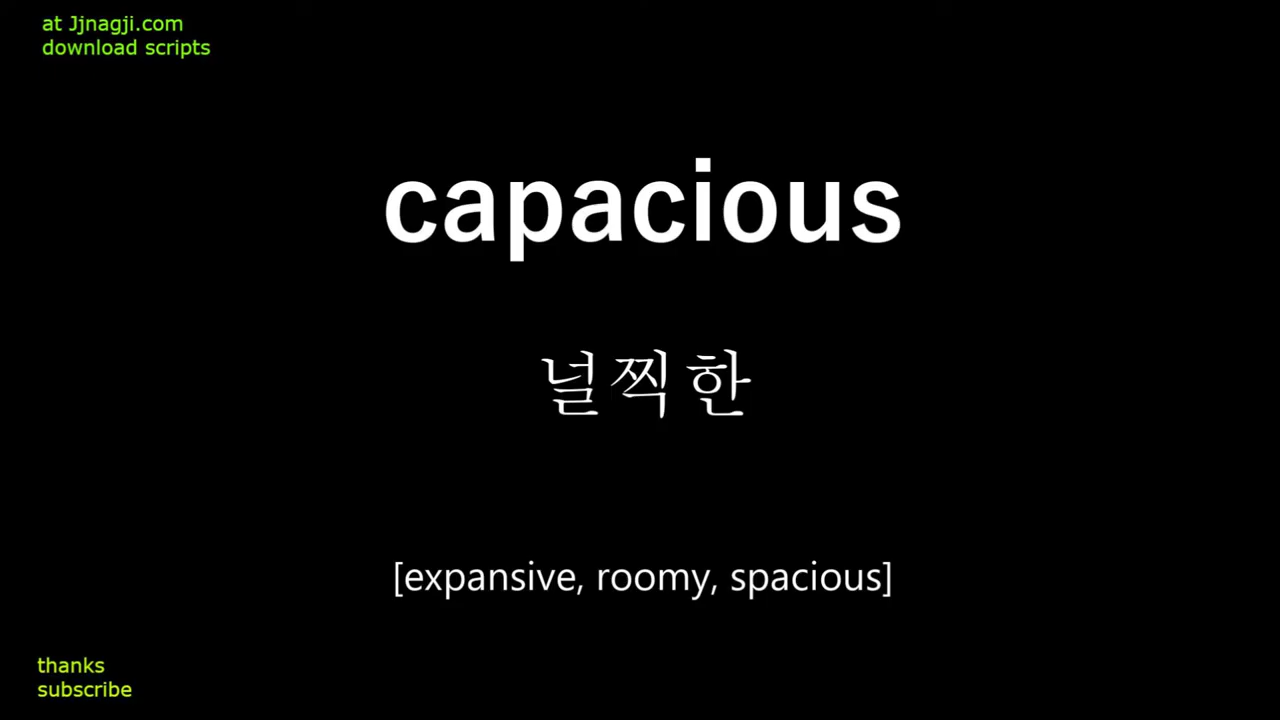 at Jjnagji.com
download scripts
capacious
널찍한
[expansive, roomy, spacious]
thanks
subscribe